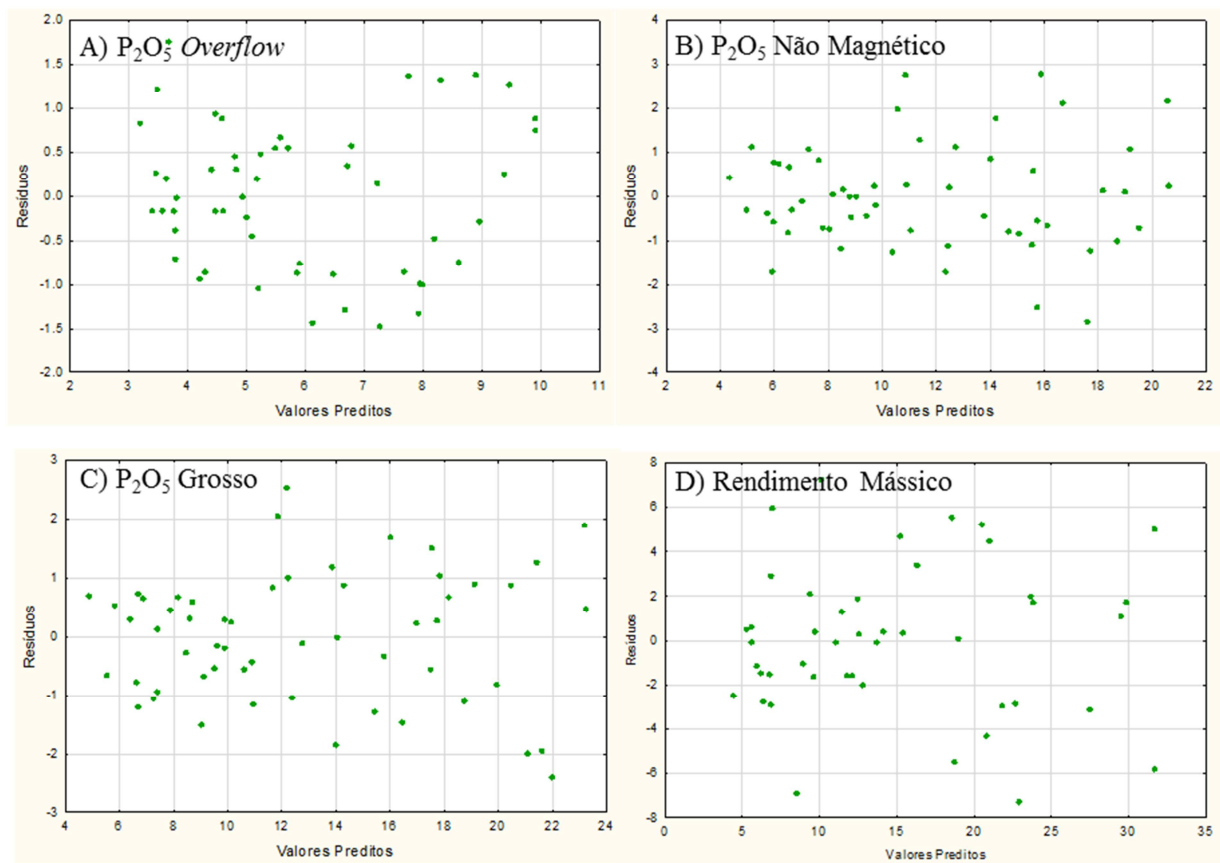 A) P₂O₅ Overflow
2.0
1.5
1.0
0.5
0.0
-0.5
-1.0
-1.5
-2.0
Resíduos
2 3 4 5 6 7 8 9 10 11
Valores Preditos
B) P₂O₅ Não Magnético
4
3
2
1
0
-1
-2
-3
-4
Resíduos
2 4 6 8 10 12 14 16 18 20 22
Valores Preditos
C) P₂O₅ Grosso
3
2
1
0
-1
-2
-3
Resíduos
4 6 8 10 12 14 16 18 20 22 24
Valores Preditos
D) Rendimento Mássico
8
6
4
2
0
-2
-4
-6
-8
Resíduos
0 5 10 15 20 25 30 35
Valores Preditos